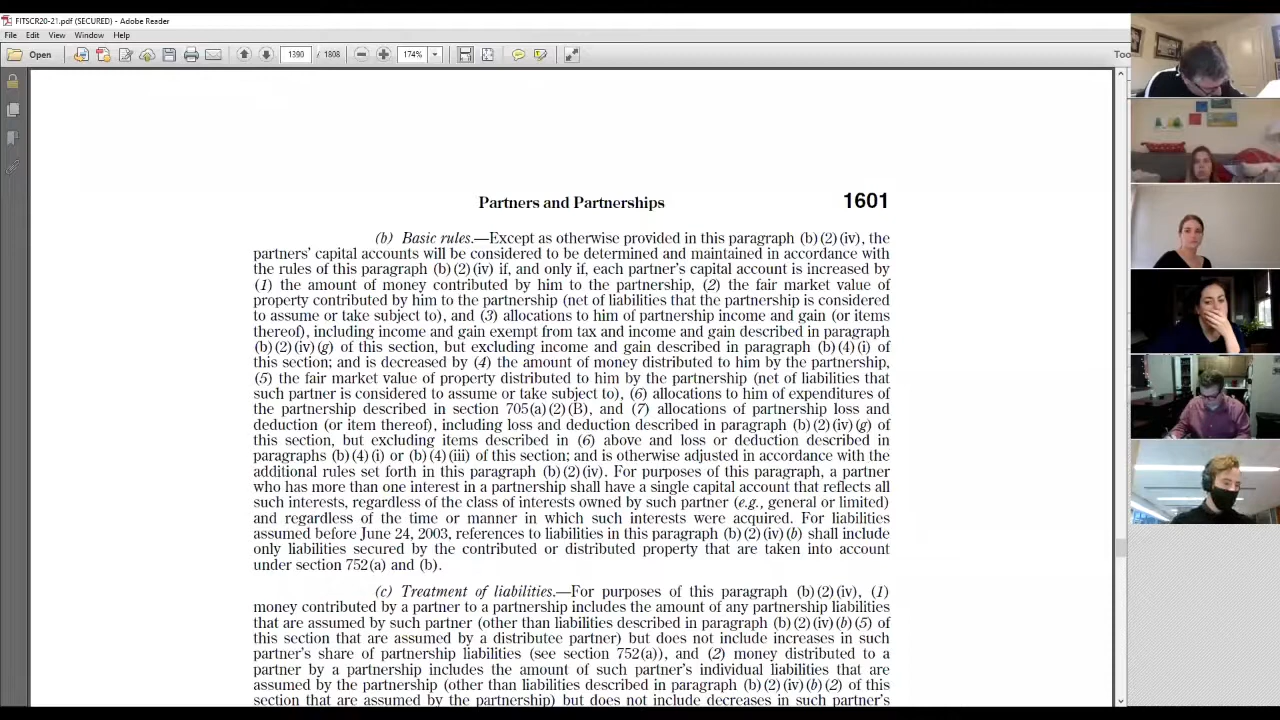 FITSCR20-21.pdf (SECURED) - Adobe Reader
File Edit View Window Help
Open 1390 / 1808 174% Too
Partners and Partnerships 1601
(b) Basic rules.—Except as otherwise provided in this paragraph (b)(2)(iv), the
partners' capital accounts will be considered to be determined and maintained in accordance with
the rules of this paragraph (b)(2)(iv) if, and only if, each partner's capital account is increased by
(1) the amount of money contributed by him to the partnership, (2) the fair market value of
property contributed by him to the partnership (net of liabilities that the partnership is considered
to assume or take subject to), and (3) allocations to him of partnership income and gain (or items
thereof), including income and gain exempt from tax and income and gain described in paragraph
(b)(2)(iv)(g) of this section, but excluding income and gain described in paragraph (b)(4)(i) of
this section; and is decreased by (4) the amount of money distributed to him by the partnership,
(5) the fair market value of property distributed to him by the partnership (net of liabilities that
such partner is considered to assume or take subject to), (6) allocations to him of expenditures of
the partnership described in section 705(a)(2)(B), and (7) allocations of partnership loss and
deduction (or item thereof), including loss and deduction described in paragraph (b)(2)(iv)(g) of
this section, but excluding items described in (6) above and loss or deduction described in
paragraphs (b)(4)(i) or (b)(4)(iii) of this section; and is otherwise adjusted in accordance with the
additional rules set forth in this paragraph (b)(2)(iv). For purposes of this paragraph, a partner
who has more than one interest in a partnership shall have a single capital account that reflects all
such interests, regardless of the class of interests owned by such partner (e.g., general or limited)
and regardless of the time or manner in which such interests were acquired. For liabilities
assumed before June 24, 2003, references to liabilities in this paragraph (b)(2)(iv)(b) shall include
only liabilities secured by the contributed or distributed property that are taken into account
under section 752(a) and (b).
(c) Treatment of liabilities.—For purposes of this paragraph (b)(2)(iv), (1)
money contributed by a partner to a partnership includes the amount of any partnership liabilities
that are assumed by such partner (other than liabilities described in paragraph (b)(2)(iv)(b)(5) of
this section that are assumed by a distributee partner) but does not include increases in such
partner's share of partnership liabilities (see section 752(a)), and (2) money distributed to a
partner by a partnership includes the amount of such partner's individual liabilities that are
assumed by the partnership (other than liabilities described in paragraph (b)(2)(iv)(b)(2) of this
section that are assumed by the partnership) but does not include decreases in such partner's